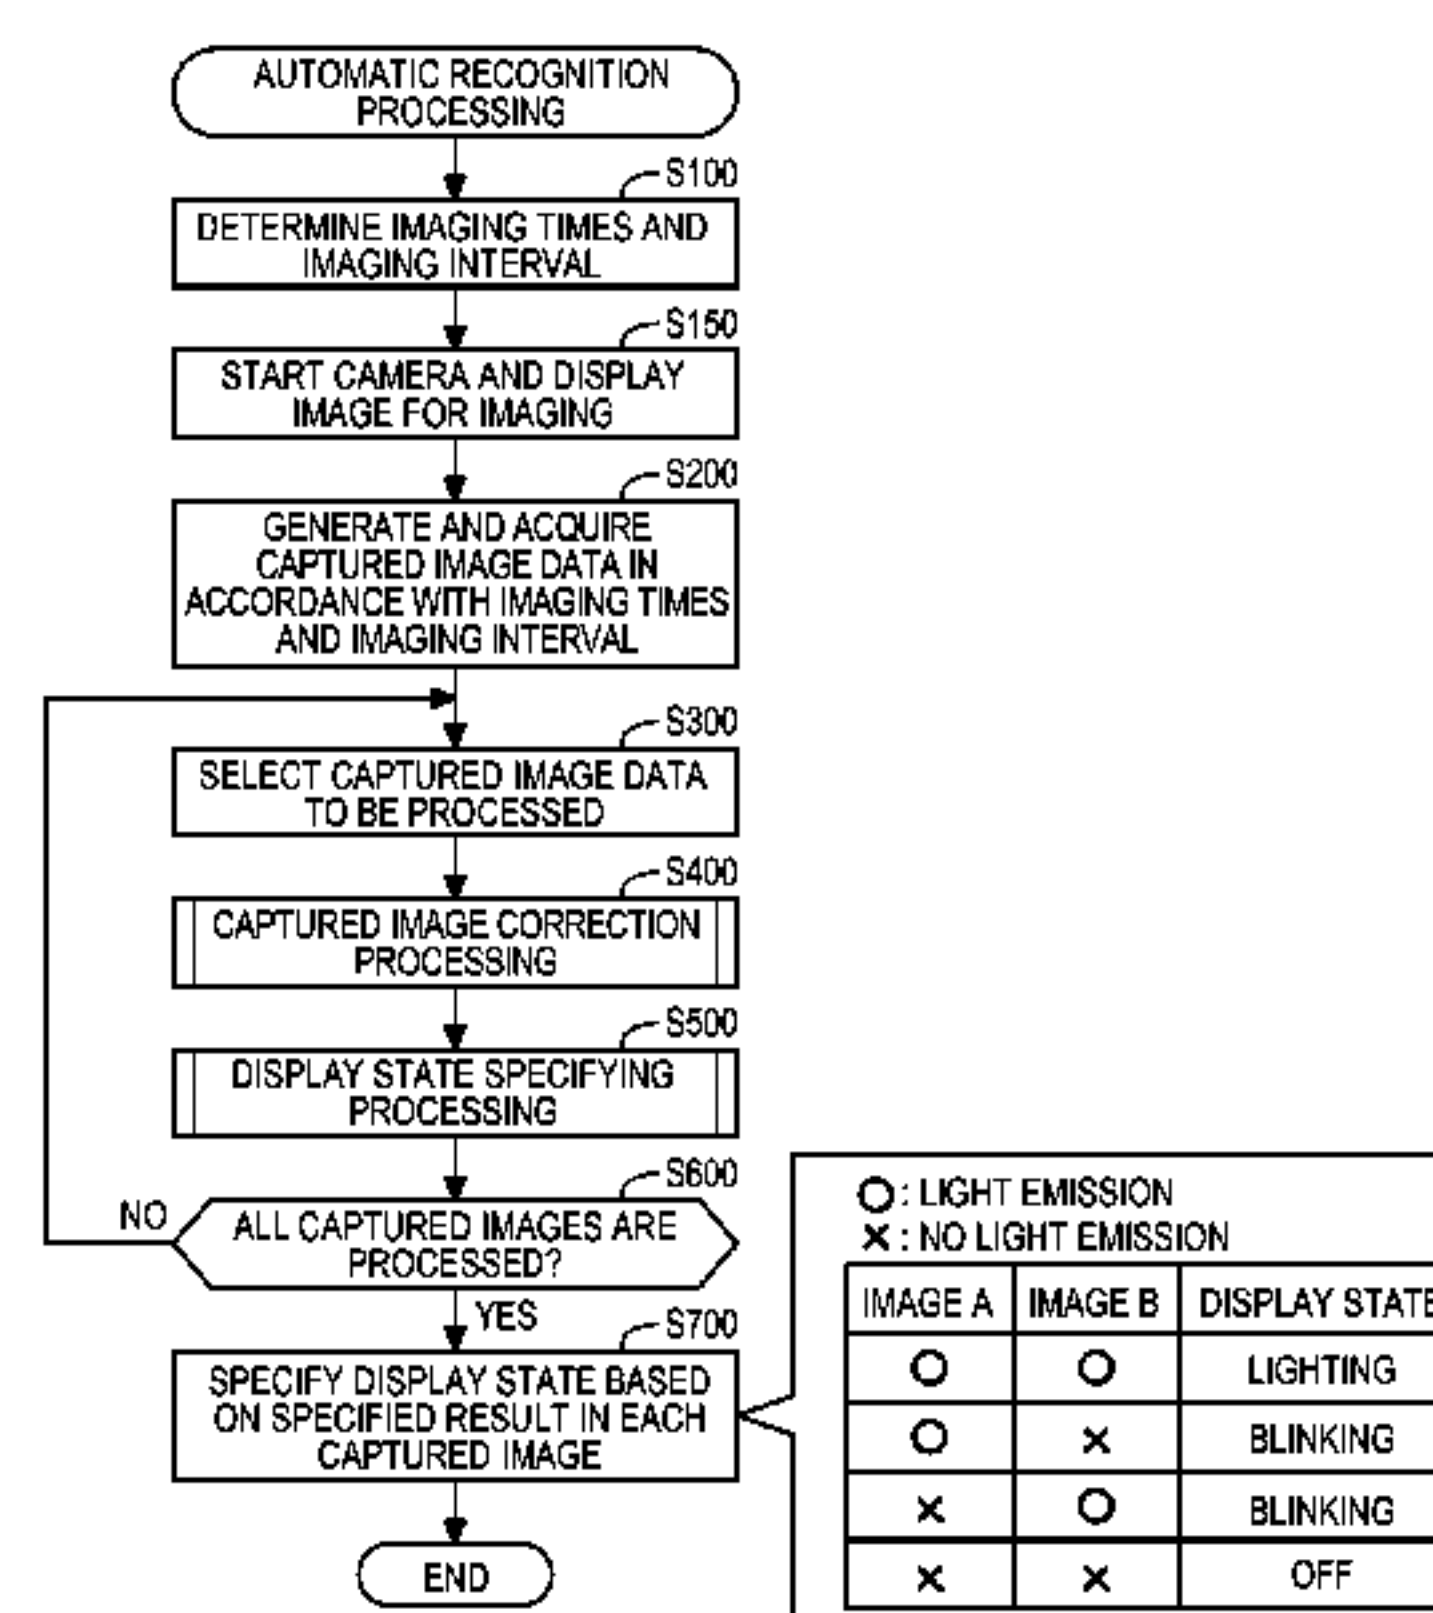 AUTOMATIC RECOGNITION
PROCESSING
S100
DETERMINE IMAGING TIMES AND
IMAGING INTERVAL
S150
START CAMERA AND DISPLAY
IMAGE FOR IMAGING
S200
GENERATE AND ACQUIRE
CAPTURED IMAGE DATA IN
ACCORDANCE WITH IMAGING TIMES
AND IMAGING INTERVAL
S300
SELECT CAPTURED IMAGE DATA
TO BE PROCESSED
S400
CAPTURED IMAGE CORRECTION
PROCESSING
S500
DISPLAY STATE SPECIFYING
PROCESSING
S600
NO
ALL CAPTURED IMAGES ARE
PROCESSED?
YES
S700
SPECIFY DISPLAY STATE BASED
ON SPECIFIED RESULT IN EACH
CAPTURED IMAGE
END
○ : LIGHT EMISSION
× : NO LIGHT EMISSION
IMAGE A IMAGE B DISPLAY STATE
○ ○ LIGHTING
○ × BLINKING
× ○ BLINKING
× × OFF